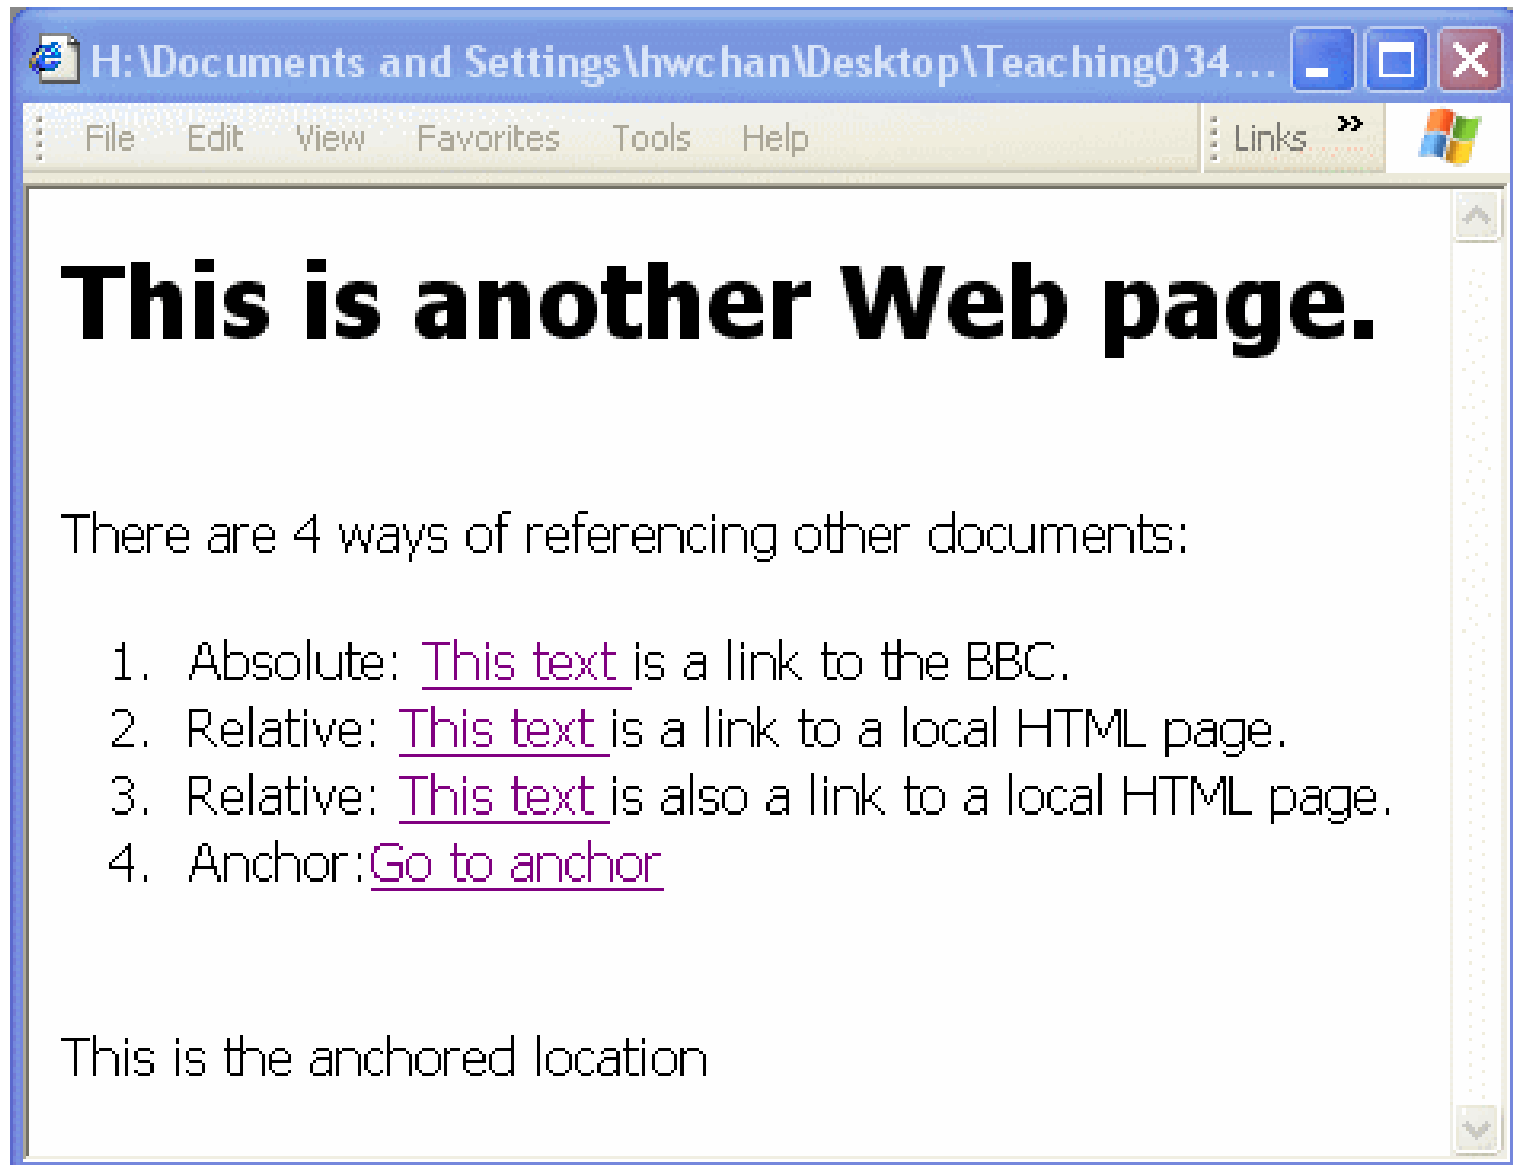 H:\Documents and Settings\hwchan\Desktop\Teaching034...
File Edit View Favorites Tools Help Links »
This is another Web page.
There are 4 ways of referencing other documents:
1. Absolute: This text is a link to the BBC.
2. Relative: This text is a link to a local HTML page.
3. Relative: This text is also a link to a local HTML page.
4. Anchor:Go to anchor
This is the anchored location